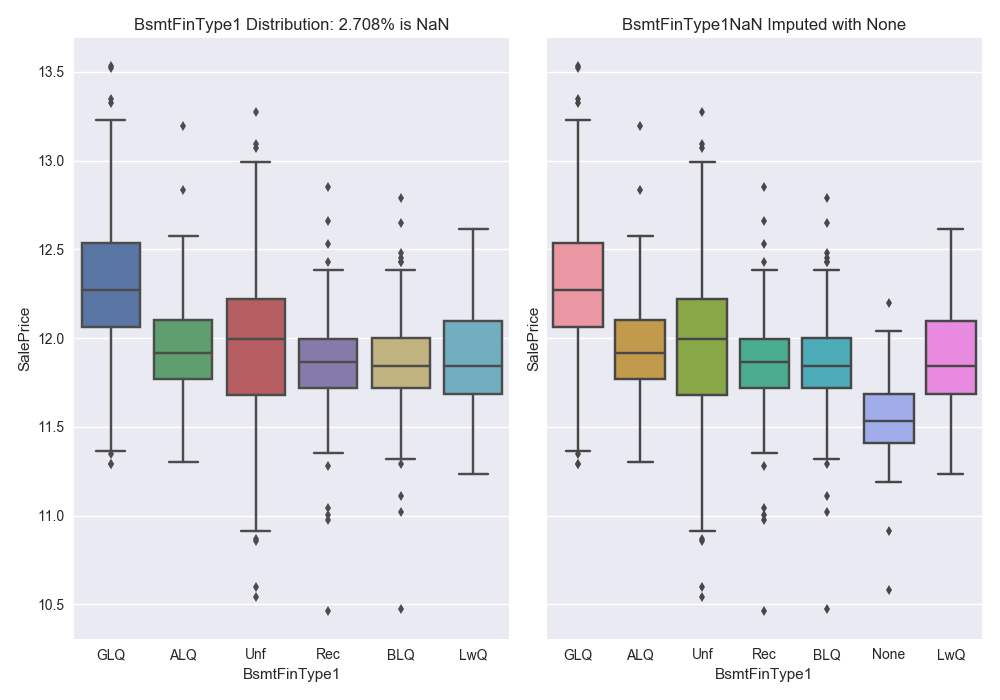 BsmtFinType1 Distribution: 2.708% is NaN
SalePrice
13.5
13.0
12.5
12.0
11.5
11.0
10.5
GLQ ALQ Unf Rec BLQ LwQ
BsmtFinType1
BsmtFinType1NaN Imputed with None
SalePrice
GLQ ALQ Unf Rec BLQ None LwQ
BsmtFinType1